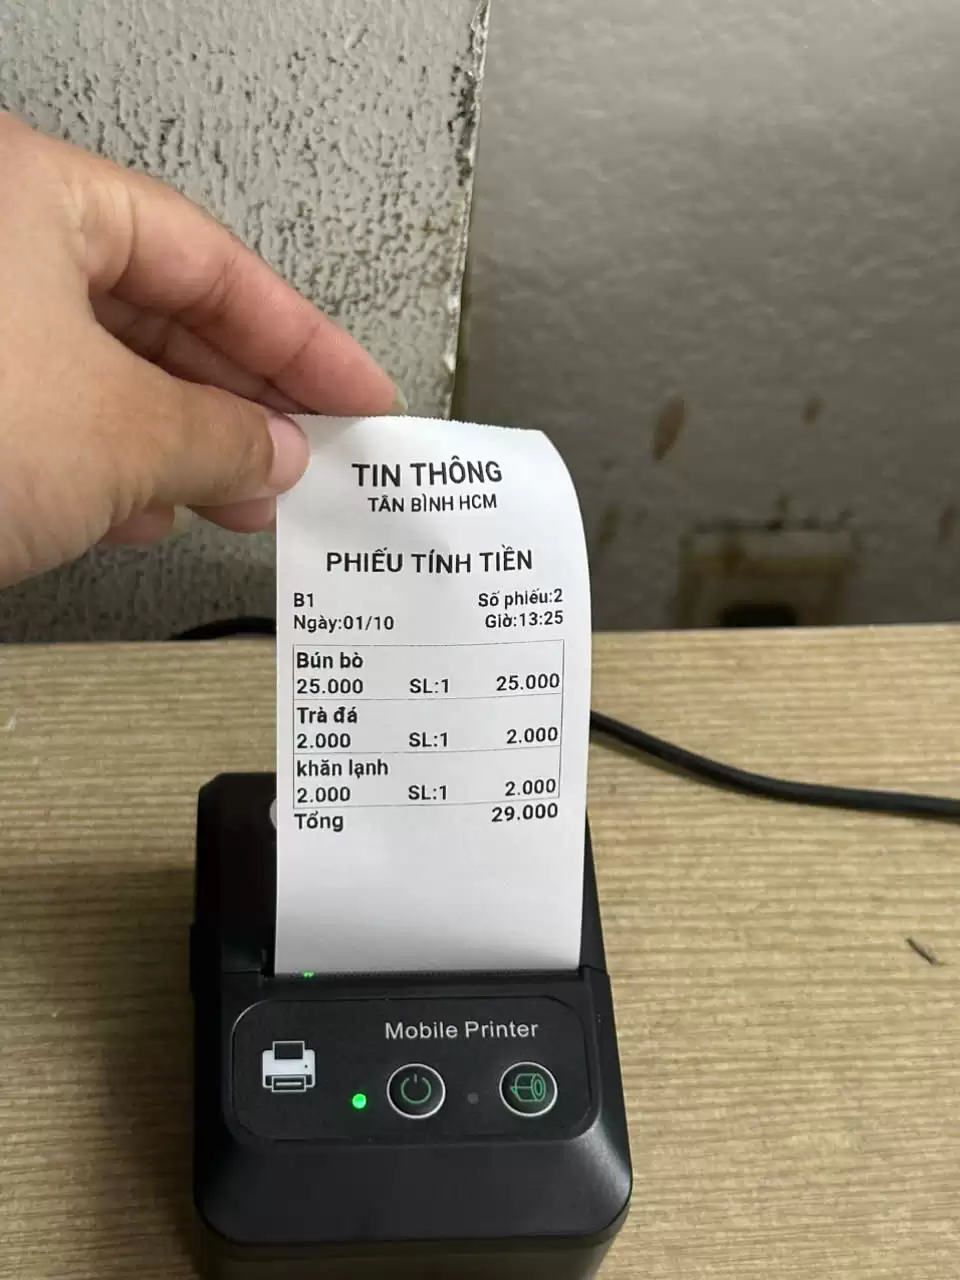 TIN THÔNG
TÂN BÌNH HCM
PHIẾU TÍNH TIỀN
B1 Số phiếu:2
Ngày:01/10 Giờ:13:25
Bún bò
25.000 SL:1 25.000
Trà đá
2.000 SL:1 2.000
khăn lạnh
2.000 SL:1 2.000
Tổng 29.000
Mobile Printer